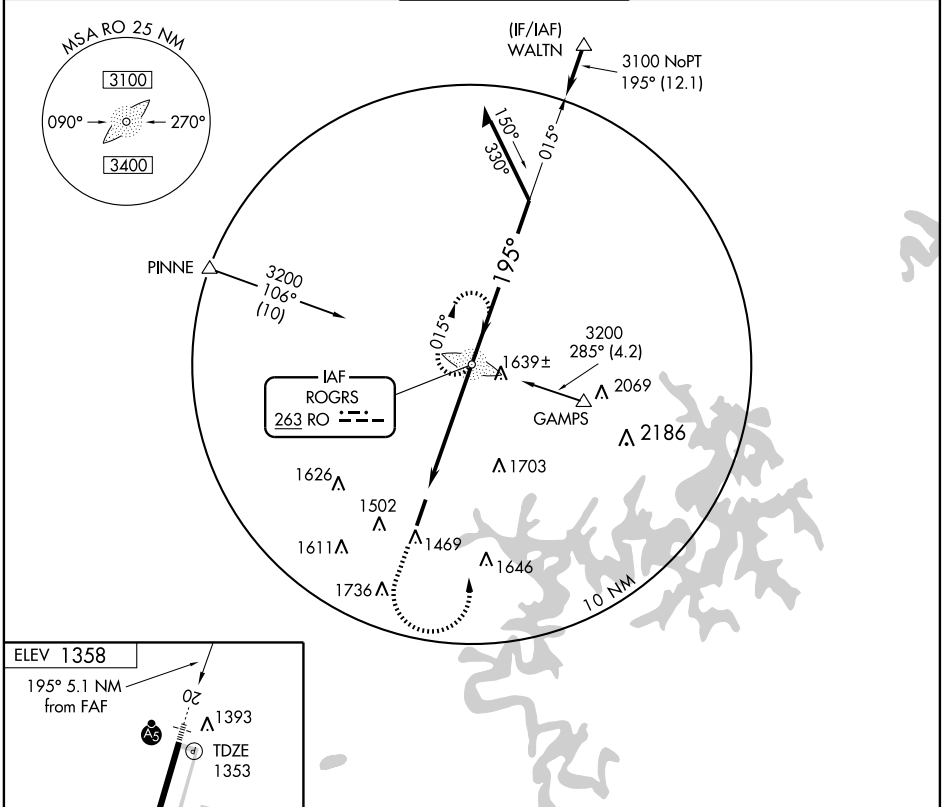 MSA RO 25 NM
3100
090°
270°
3400
(IF/IAF)
WALTN
3100 NoPT
195° (12.1)
150°
330°
015°
195°
PINNE
3200
106°
(10)
015°
3200
285° (4.2)
1639±
2069
GAMPS
2186
IAF
ROGRS
263 RO
1703
1626
1502
1611
1469
1646
1736
10 NM
ELEV 1358
195° 5.1 NM
from FAF
20
1393
A5
P
TDZE
1353